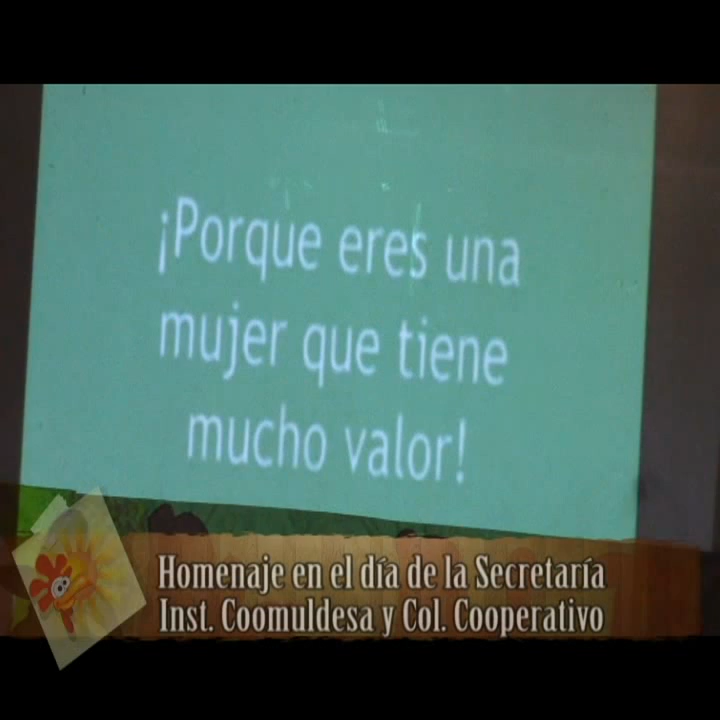 ¡Porque eres una
mujer que tiene
mucho valor!
Homenaje en el día de la Secretaría
Inst. Coomuldesa y Col. Cooperativo